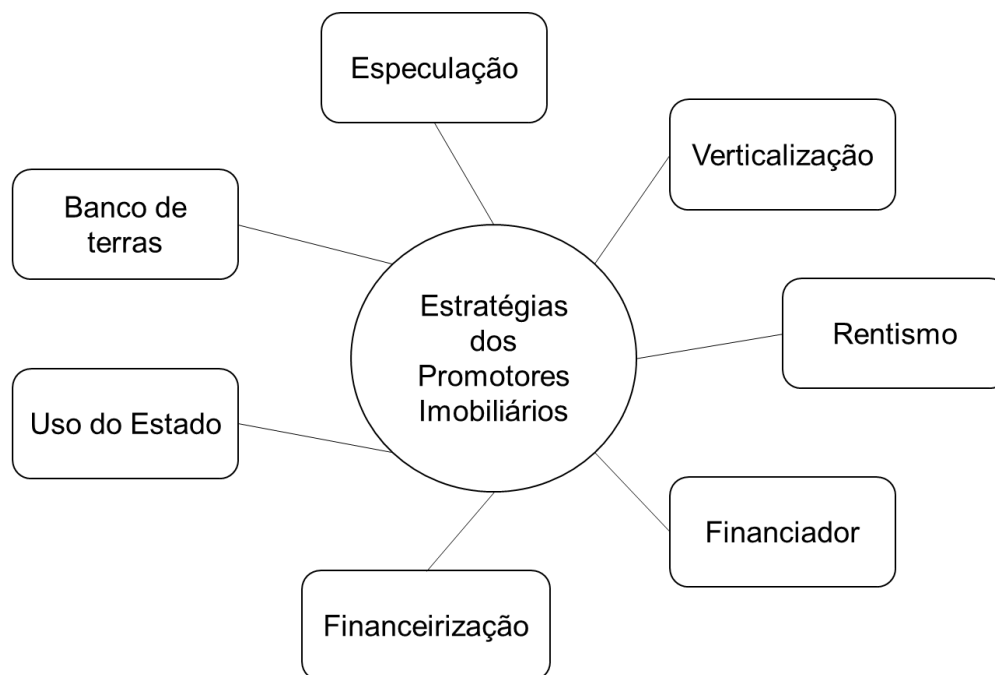 Especulação
Verticalização
Banco de
terras
Rentismo
Estratégias
dos
Promotores
Imobiliários
Uso do Estado
Financiador
Financeirização